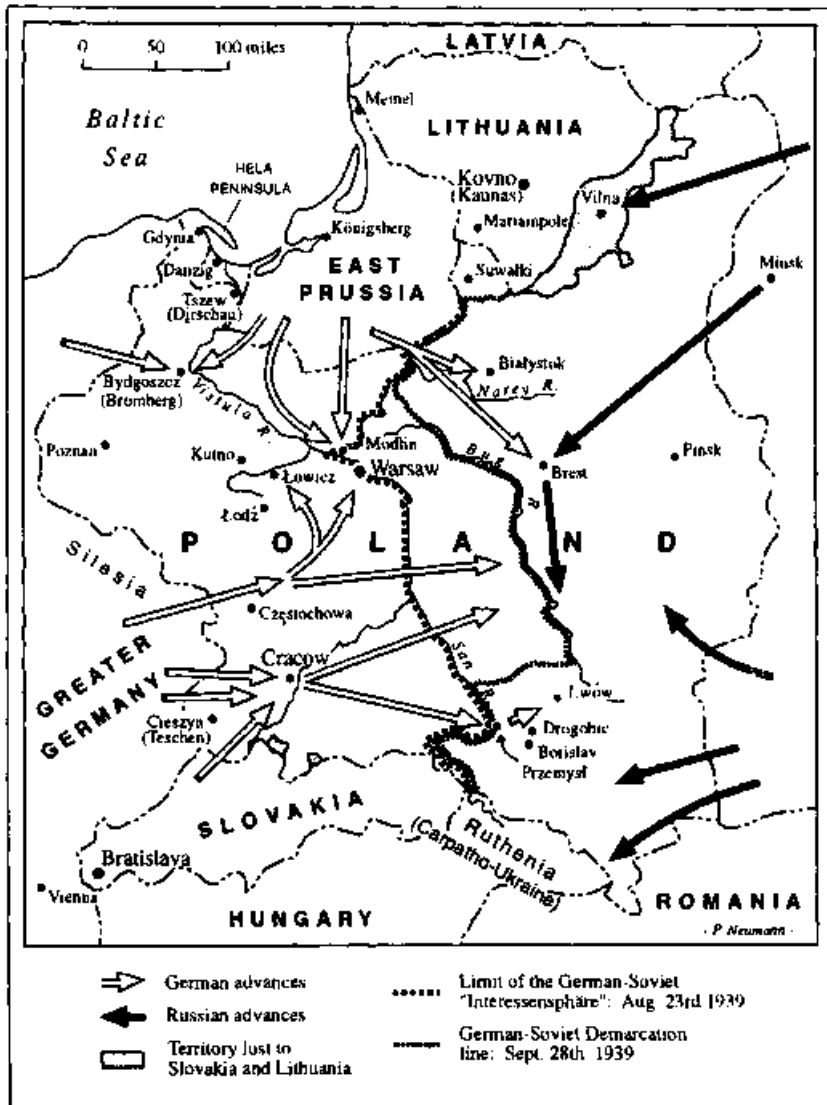 0 50 100 miles
LATVIA
Memel
Baltic
Sea
LITHUANIA
HELA
PENINSULA
Kovno
(Kaunas)
Vilna
Mariampole
Gdynia
Königsberg
Danzig
EAST
PRUSSIA
Suwałki
Minsk
Tszew
(Dirschau)
Bydgoszcz
(Bromberg)
Białystok
Narev R.
Vistula R.
Poznan
Kutno
Modlin
Bug R
Brest
Pinsk
Warsaw
Łowicz
Łodź
POLAND
Silesia
Częstochowa
GREATER
GERMANY
Cracow
San R
Lwów
Cieszyn
(Teschen)
Drogobic
Borislav
Przemysł
SLOVAKIA
Ruthenia
(Carpatho-Ukraine)
Bratislava
Vienna
HUNGARY
ROMANIA
- P Neumann -
German advances
Russian advances
Territory lost to
Slovakia and Lithuania
Limit of the German-Soviet
"Interessensphäre": Aug 23rd 1939
German-Soviet Demarcation
line: Sept. 28th 1939